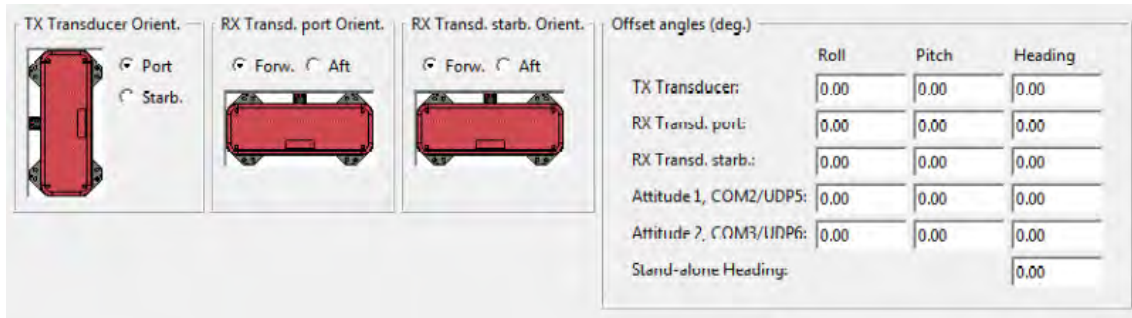 TX Transducer Orient.
Port
Starb.
RX Transd. port Orient.
Forw. Aft
RX Transd. starb. Orient.
Forw. Aft
Offset angles (deg.)
Roll Pitch Heading
TX Transducer: 0.00 0.00 0.00
RX Transd. port: 0.00 0.00 0.00
RX Transd. starb.: 0.00 0.00 0.00
Attitude 1, COM2/UDP5: 0.00 0.00 0.00
Attitude 2, COM3/UDP6: 0.00 0.00 0.00
Stand-alone Heading: 0.00